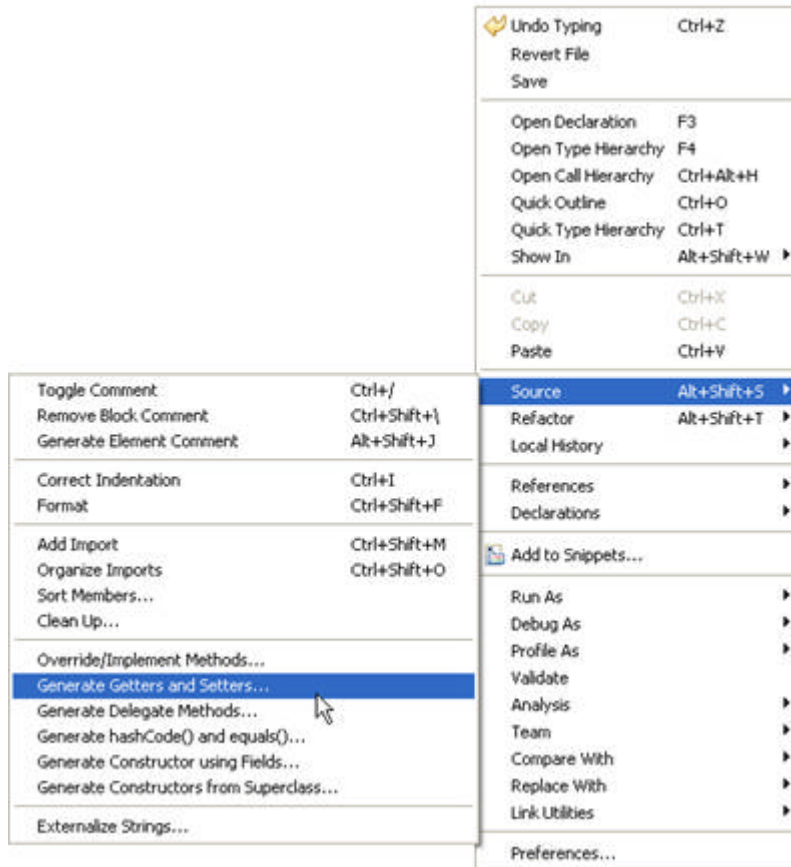 Undo Typing Ctrl+Z
Revert File
Save
Open Declaration F3
Open Type Hierarchy F4
Open Call Hierarchy Ctrl+Alt+H
Quick Outline Ctrl+O
Quick Type Hierarchy Ctrl+T
Show In Alt+Shift+W
Cut Ctrl+X
Copy Ctrl+C
Paste Ctrl+V
Source Alt+Shift+S
Refactor Alt+Shift+T
Local History
References
Declarations
Add to Snippets...
Run As
Debug As
Profile As
Validate
Analysis
Team
Compare With
Replace With
Link Utilities
Preferences...
Toggle Comment Ctrl+/
Remove Block Comment Ctrl+Shift+\
Generate Element Comment Alt+Shift+J
Correct Indentation Ctrl+I
Format Ctrl+Shift+F
Add Import Ctrl+Shift+M
Organize Imports Ctrl+Shift+O
Sort Members...
Clean Up...
Override/Implement Methods...
Generate Getters and Setters...
Generate Delegate Methods...
Generate hashCode() and equals()...
Generate Constructor using Fields...
Generate Constructors from Superclass...
Externalize Strings...